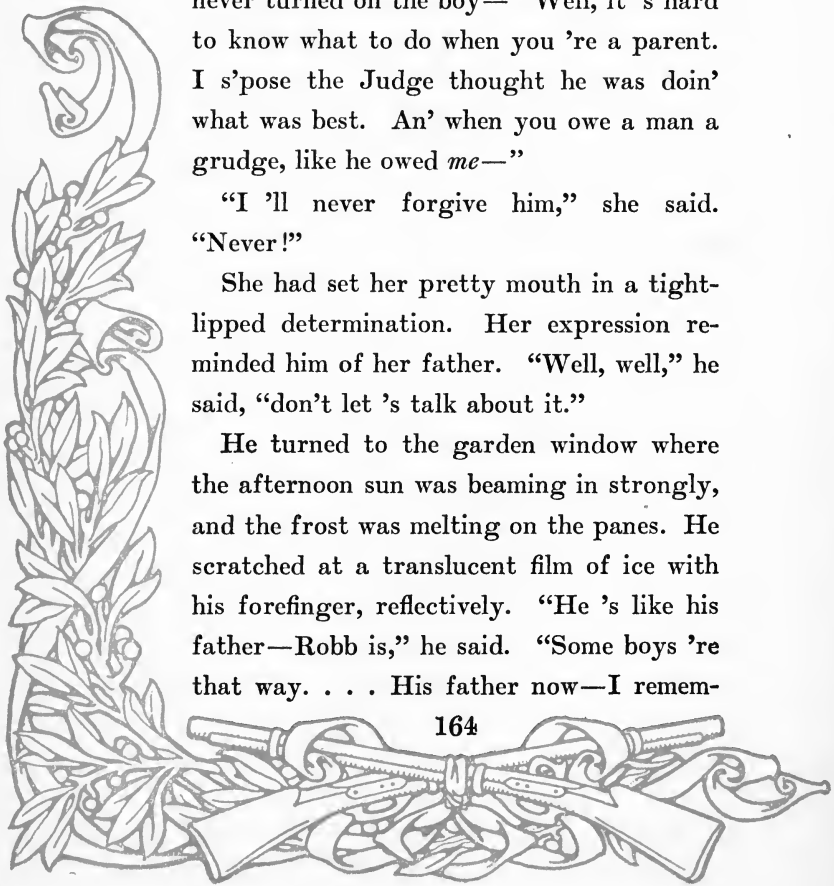 never turned on the boy— "Well, it 's hard
to know what to do when you 're a parent.
I s'pose the Judge thought he was doin'
what was best. An' when you owe a man a
grudge, like he owed me—"
"I 'll never forgive him," she said.
"Never!"
She had set her pretty mouth in a tight-
lipped determination. Her expression re-
minded him of her father. "Well, well," he
said, "don't let 's talk about it."
He turned to the garden window where
the afternoon sun was beaming in strongly,
and the frost was melting on the panes. He
scratched at a translucent film of ice with
his forefinger, reflectively. "He 's like his
father—Robb is," he said. "Some boys 're
that way. . . . His father now—I remem-
164